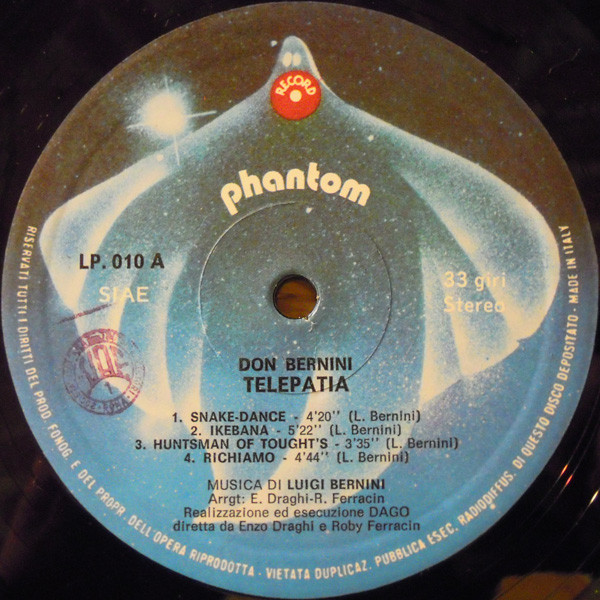 RECORD
phantom
LP. 010 A
SIAE
33 giri
Stereo
DON BERNINI
TELEPATIA
1. SNAKE-DANCE - 4'20'' (L. Bernini)
2. IKEBANA - 5'22'' (L. Bernini)
3. HUNTSMAN OF TOUGHT'S - 3'35'' (L. Bernini)
4. RICHIAMO - 4'44'' (L. Bernini)
MUSICA DI LUIGI BERNINI
Arrgt: E. Draghi-R. Ferracin
Realizzazione ed esecuzione DAGO
diretta da Enzo Draghi e Roby Ferracin
RISERVATI TUTTI I DIRITTI DEL PROD. FONOG. E DEL PROPR. DELL'OPERA RIPRODOTTA - VIETATA DUPLICAZ. PUBBLICA ESEC. RADIODIFFUS. DI QUESTO DISCO DEPOSITATO - MADE IN ITALY